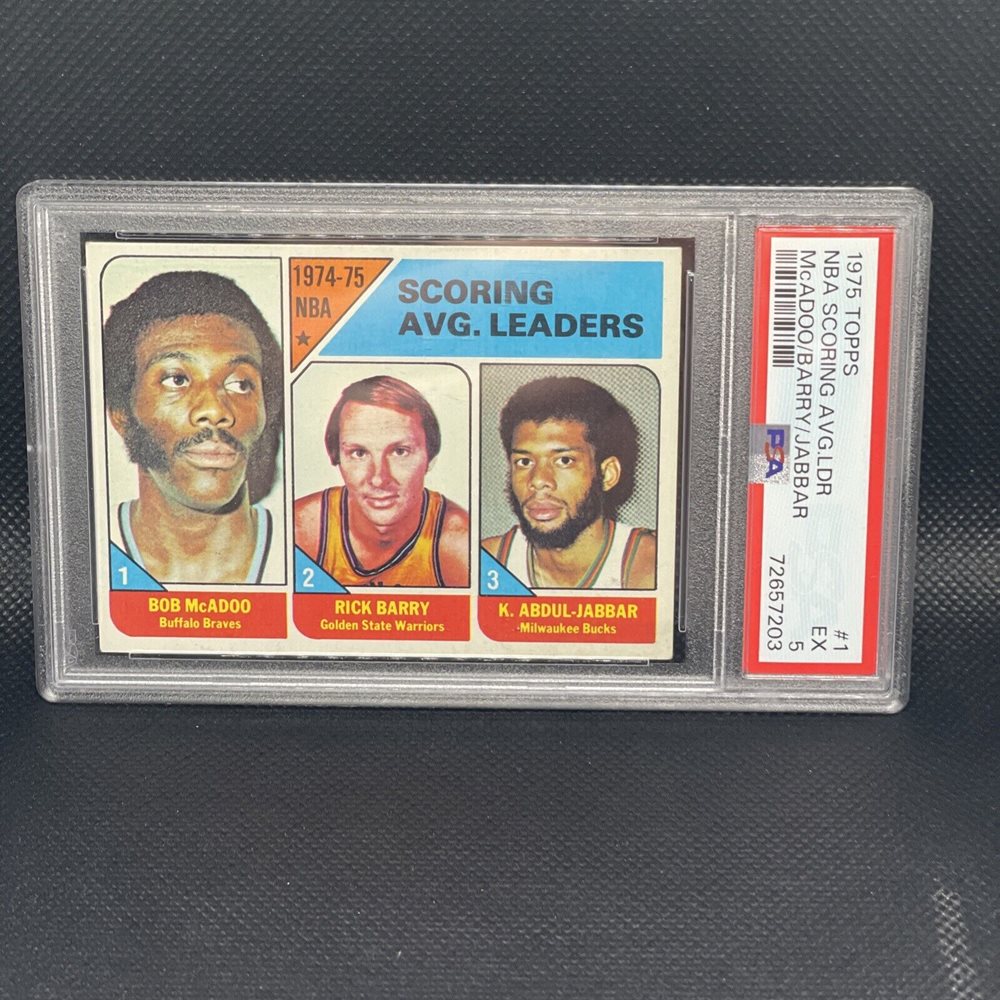 1974-75
NBA
SCORING
AVG. LEADERS
1
2
3
BOB McADOO
Buffalo Braves
RICK BARRY
Golden State Warriors
K. ABDUL-JABBAR
Milwaukee Bucks
1975 TOPPS #1
NBA SCORING AVG.LDR EX
McADOO/BARRY/JABBAR 5
PSA
72657203